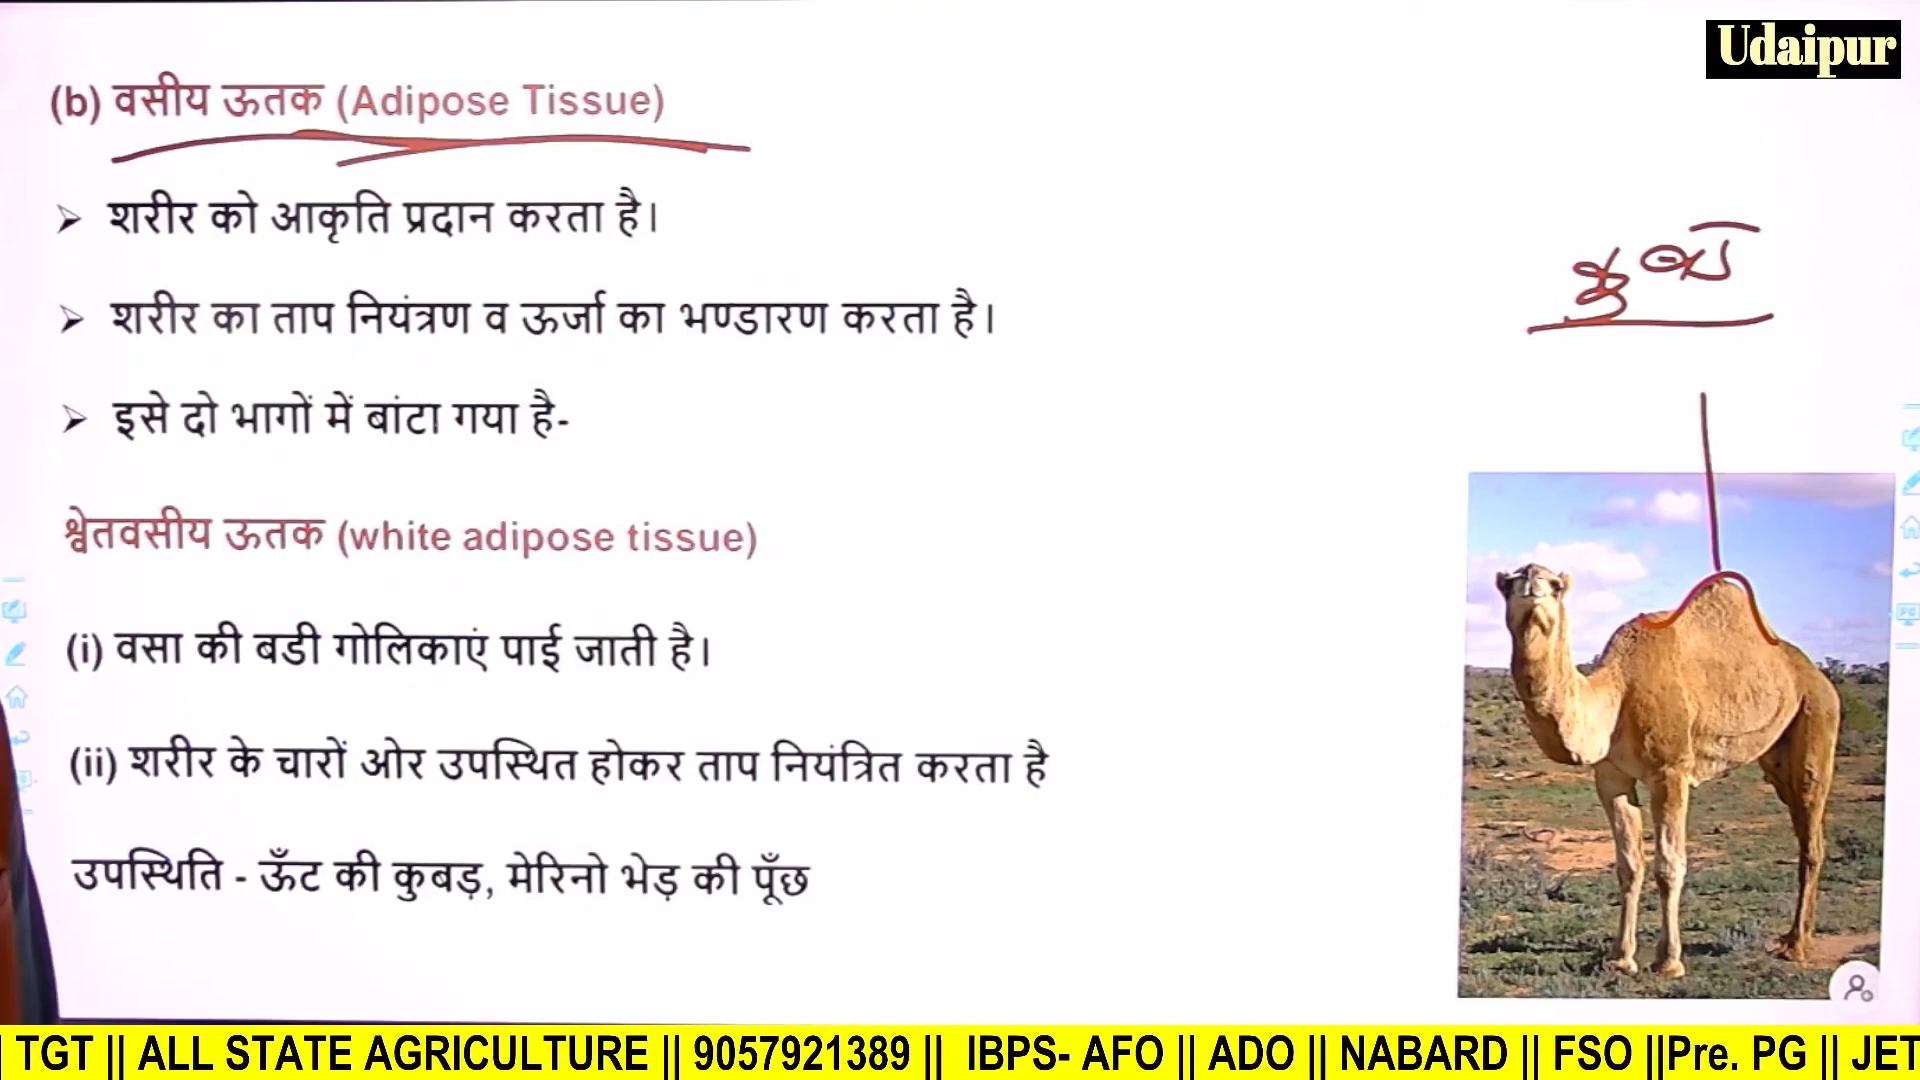 Udaipur
(b) वसीय ऊतक (Adipose Tissue)
➢ शरीर को आकृति प्रदान करता है।
➢ शरीर का ताप नियंत्रण व ऊर्जा का भण्डारण करता है।
➢ इसे दो भागों में बांटा गया है-
श्वेतवसीय ऊतक (white adipose tissue)
(i) वसा की बडी गोलिकाएं पाई जाती है।
(ii) शरीर के चारों ओर उपस्थित होकर ताप नियंत्रित करता है
उपस्थिति - ऊँट की कुबड़, मेरिनो भेड़ की पूँछ
| TGT || ALL STATE AGRICULTURE || 9057921389 || IBPS- AFO || ADO || NABARD || FSO ||Pre. PG || JET